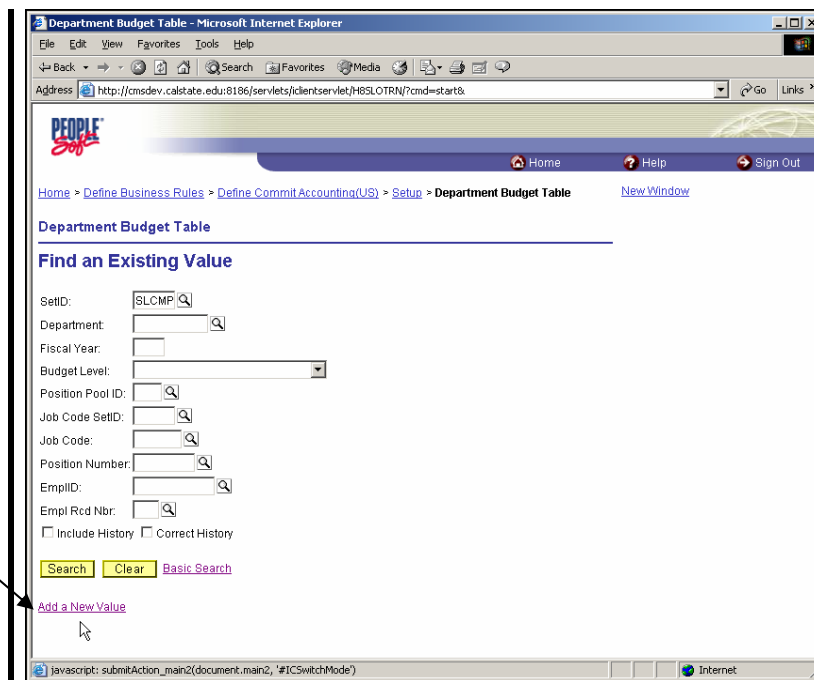 Department Budget Table - Microsoft Internet Explorer
File Edit View Favorites Tools Help
Back Search Favorites Media
Address http://cmsdev.calstate.edu:8186/servlets/iclientservlet/H8SLOTRN/?cmd=start& Go Links »
PEOPLE
Soft
Home Help Sign Out
Home > Define Business Rules > Define Commit Accounting(US) > Setup > Department Budget Table New Window
Department Budget Table
Find an Existing Value
SetID: SLCMP
Department:
Fiscal Year:
Budget Level:
Position Pool ID:
Job Code SetID:
Job Code:
Position Number:
EmplID:
Empl Rcd Nbr:
Include History Correct History
Search Clear Basic Search
Add a New Value
javascript: submitAction_main2(document.main2, '#ICSwitchMode') Internet